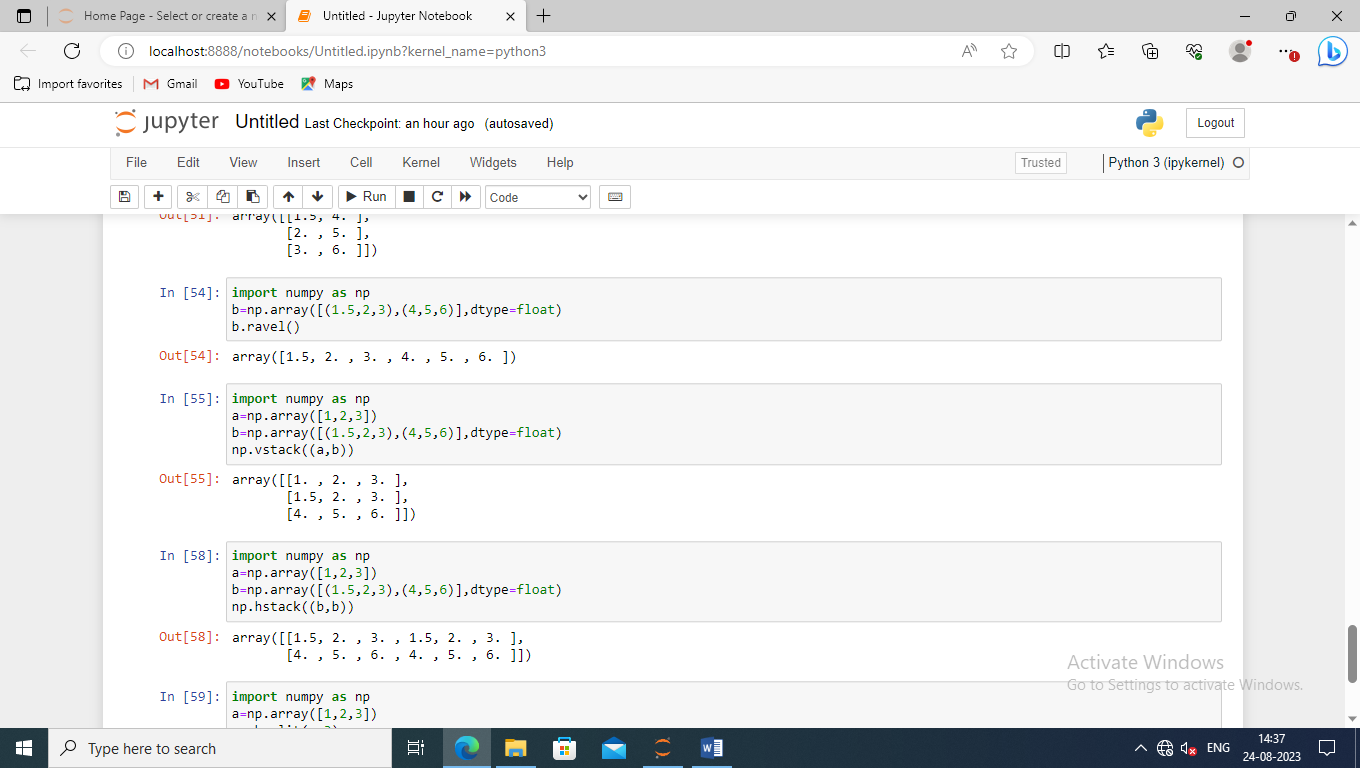 Home Page - Select or create a n
Untitled - Jupyter Notebook
localhost:8888/notebooks/Untitled.ipynb?kernel_name=python3
Import favorites Gmail YouTube Maps
jupyter Untitled Last Checkpoint: an hour ago (autosaved)
Logout
File Edit View Insert Cell Kernel Widgets Help
Trusted Python 3 (ipykernel)
Run Code
array([[1.5, 4. ],
[2. , 5. ],
[3. , 6. ]])
In [54]: import numpy as np
b=np.array([(1.5,2,3),(4,5,6)],dtype=float)
b.ravel()
Out[54]: array([1.5, 2. , 3. , 4. , 5. , 6. ])
In [55]: import numpy as np
a=np.array([1,2,3])
b=np.array([(1.5,2,3),(4,5,6)],dtype=float)
np.vstack((a,b))
Out[55]: array([[1. , 2. , 3. ],
[1.5, 2. , 3. ],
[4. , 5. , 6. ]])
In [58]: import numpy as np
a=np.array([1,2,3])
b=np.array([(1.5,2,3),(4,5,6)],dtype=float)
np.hstack((b,b))
Out[58]: array([[1.5, 2. , 3. , 1.5, 2. , 3. ],
[4. , 5. , 6. , 4. , 5. , 6. ]])
In [59]: import numpy as np
a=np.array([1,2,3])
Activate Windows
Go to Settings to activate Windows.
Type here to search
ENG
14:37
24-08-2023